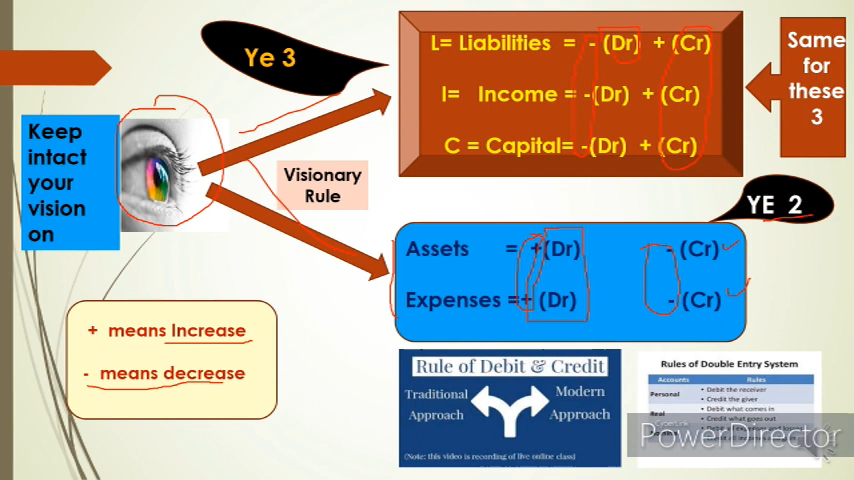 Ye 3
L= Liabilities = - (Dr) + (Cr)
I= Income = -(Dr) + (Cr)
C = Capital= -(Dr) + (Cr)
Same
for
these
3
Keep
intact
your
vision
on
Visionary
Rule
YE 2
Assets = +(Dr) - (Cr)
Expenses =+ (Dr) - (Cr)
+ means Increase
- means decrease
Rule of Debit & Credit
Traditional
Approach
Modern
Approach
(Note: this video is recording of live online class)
Rules of Double Entry System
Accounts Rules
Personal
• Debit the receiver
• Credit the giver
Real
• Debit what comes in
• Credit what goes out
CyberLink
PowerDirector